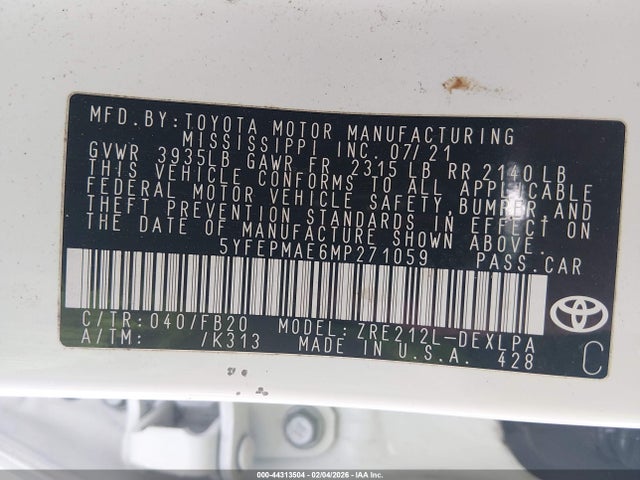 MFD. BY: TOYOTA MOTOR MANUFACTURING
MISSISSIPPI INC. 07/21
GVWR 3935LB GAWR FR 2315 LB RR 2140 LB
THIS VEHICLE CONFORMS TO ALL APPLICABLE
FEDERAL MOTOR VEHICLE SAFETY, BUMPER, AND
THEFT PREVENTION STANDARDS IN EFFECT ON
THE DATE OF MANUFACTURE SHOWN ABOVE.
5YFEPMAE6MP271059 PASS. CAR
C/TR: 040/FB20 MODEL: ZRE212L-DEXLPA
A/TM: /K313 MADE IN U.S.A. 428
C
000-44313504 - 02/04/2026 - IAA Inc.